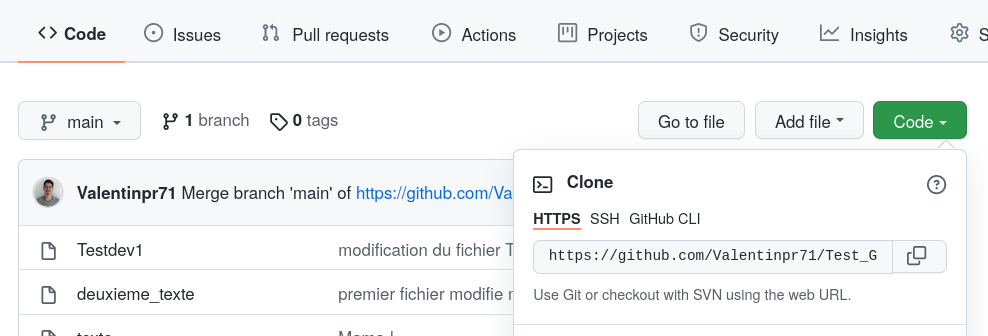 Code Issues Pull requests Actions Projects Security Insights S
main 1 branch 0 tags Go to file Add file Code
Valentinpr71 Merge branch 'main' of https://github.com/Va
Clone
HTTPS SSH GitHub CLI
Testdev1 modification du fichier T
https://github.com/Valentinpr71/Test_G
deuxieme_texte premier fichier modifie r
Use Git or checkout with SVN using the web URL.